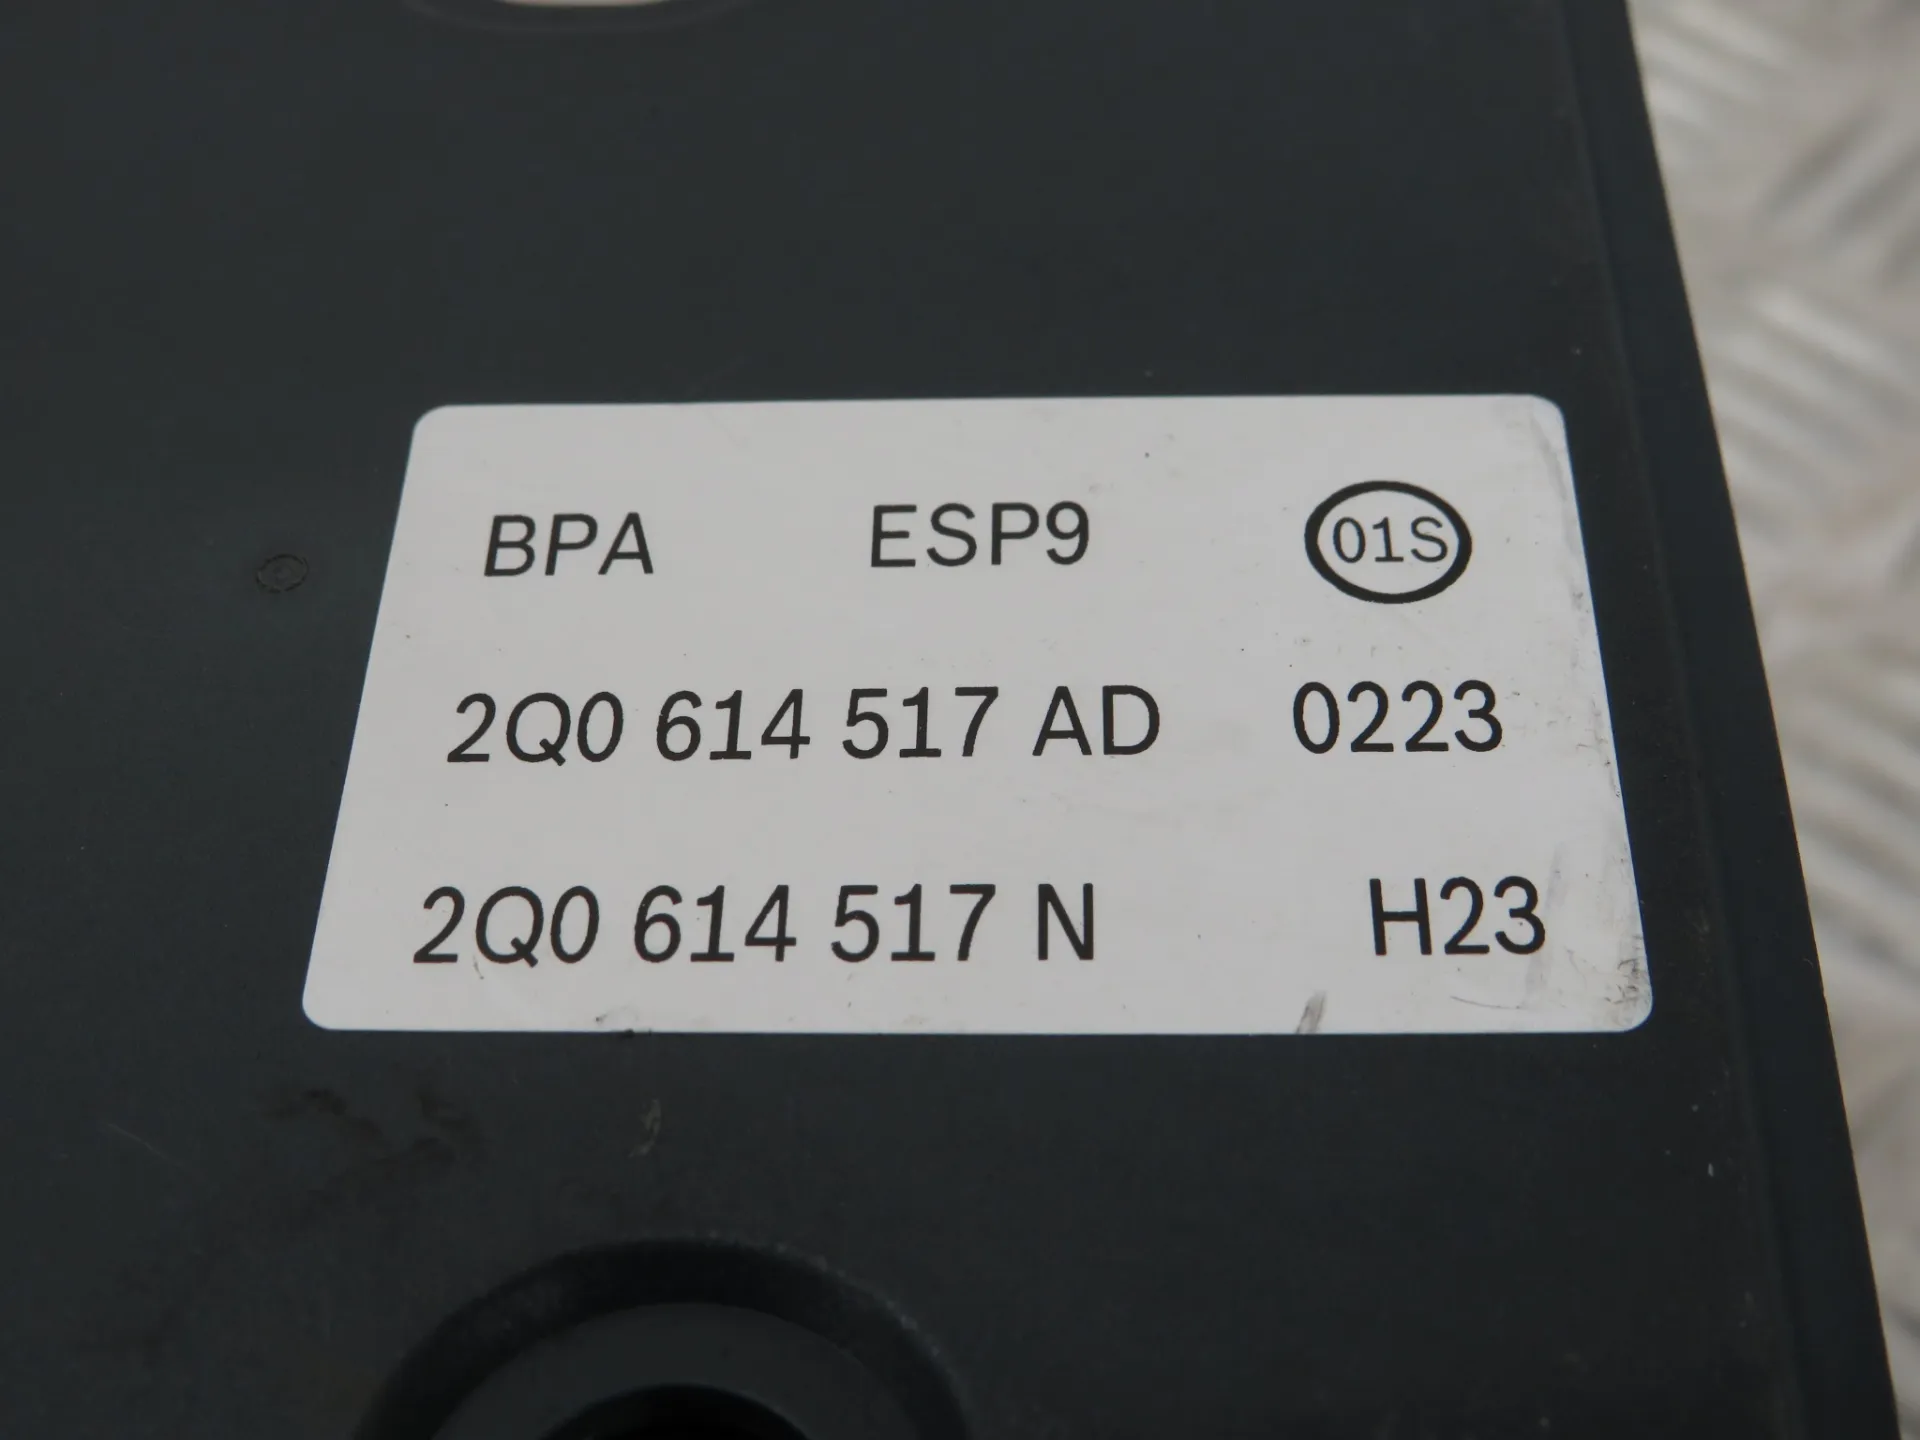 BPA ESP9 01S
2Q0 614 517 AD 0223
2Q0 614 517 N H23